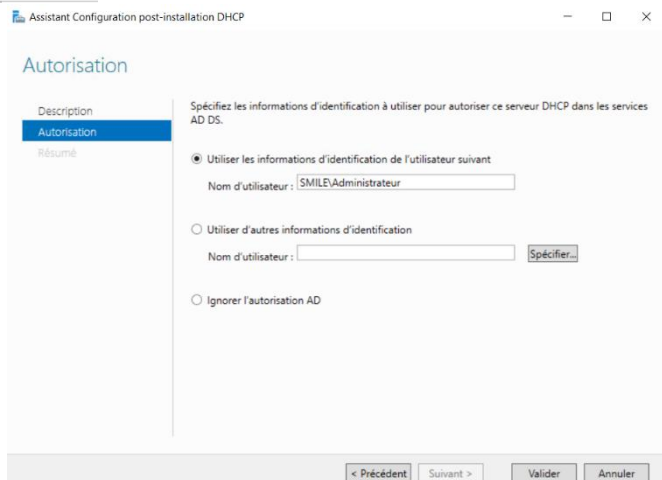 Assistant Configuration post-installation DHCP
Autorisation
Description
Autorisation
Résumé
Spécifiez les informations d'identification à utiliser pour autoriser ce serveur DHCP dans les services
AD DS.
Utiliser les informations d'identification de l'utilisateur suivant
Nom d'utilisateur : SMILE\Administrateur
Utiliser d'autres informations d'identification
Nom d'utilisateur : Spécifier...
Ignorer l'autorisation AD
< Précédent Suivant > Valider Annuler